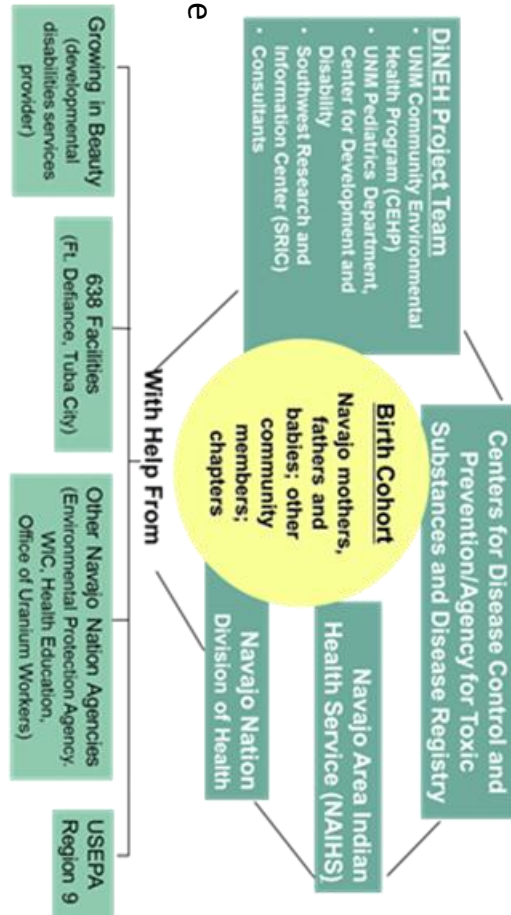 Centers for Disease Control and
Prevention/Agency for Toxic
Substances and Disease Registry
DiNEH Project Team
• UNM Community Environmental
Health Program (CEHP)
• UNM Pediatrics Department,
Center for Development and
Disability
• Southwest Research and
Information Center (SRIC)
• Consultants
Birth Cohort
Navajo mothers,
fathers and
babies; other
community
members;
chapters
Navajo Area Indian
Health Service (NAIHS)
Navajo Nation
Division of Health
With Help From
Growing in Beauty
(developmental
disabilities services
provider)
638 Facilities
(Ft. Defiance, Tuba City)
Other Navajo Nation Agencies
(Environmental Protection Agency.
WIC, Health Education,
Office of Uranium Workers)
USEPA
Region 9
e